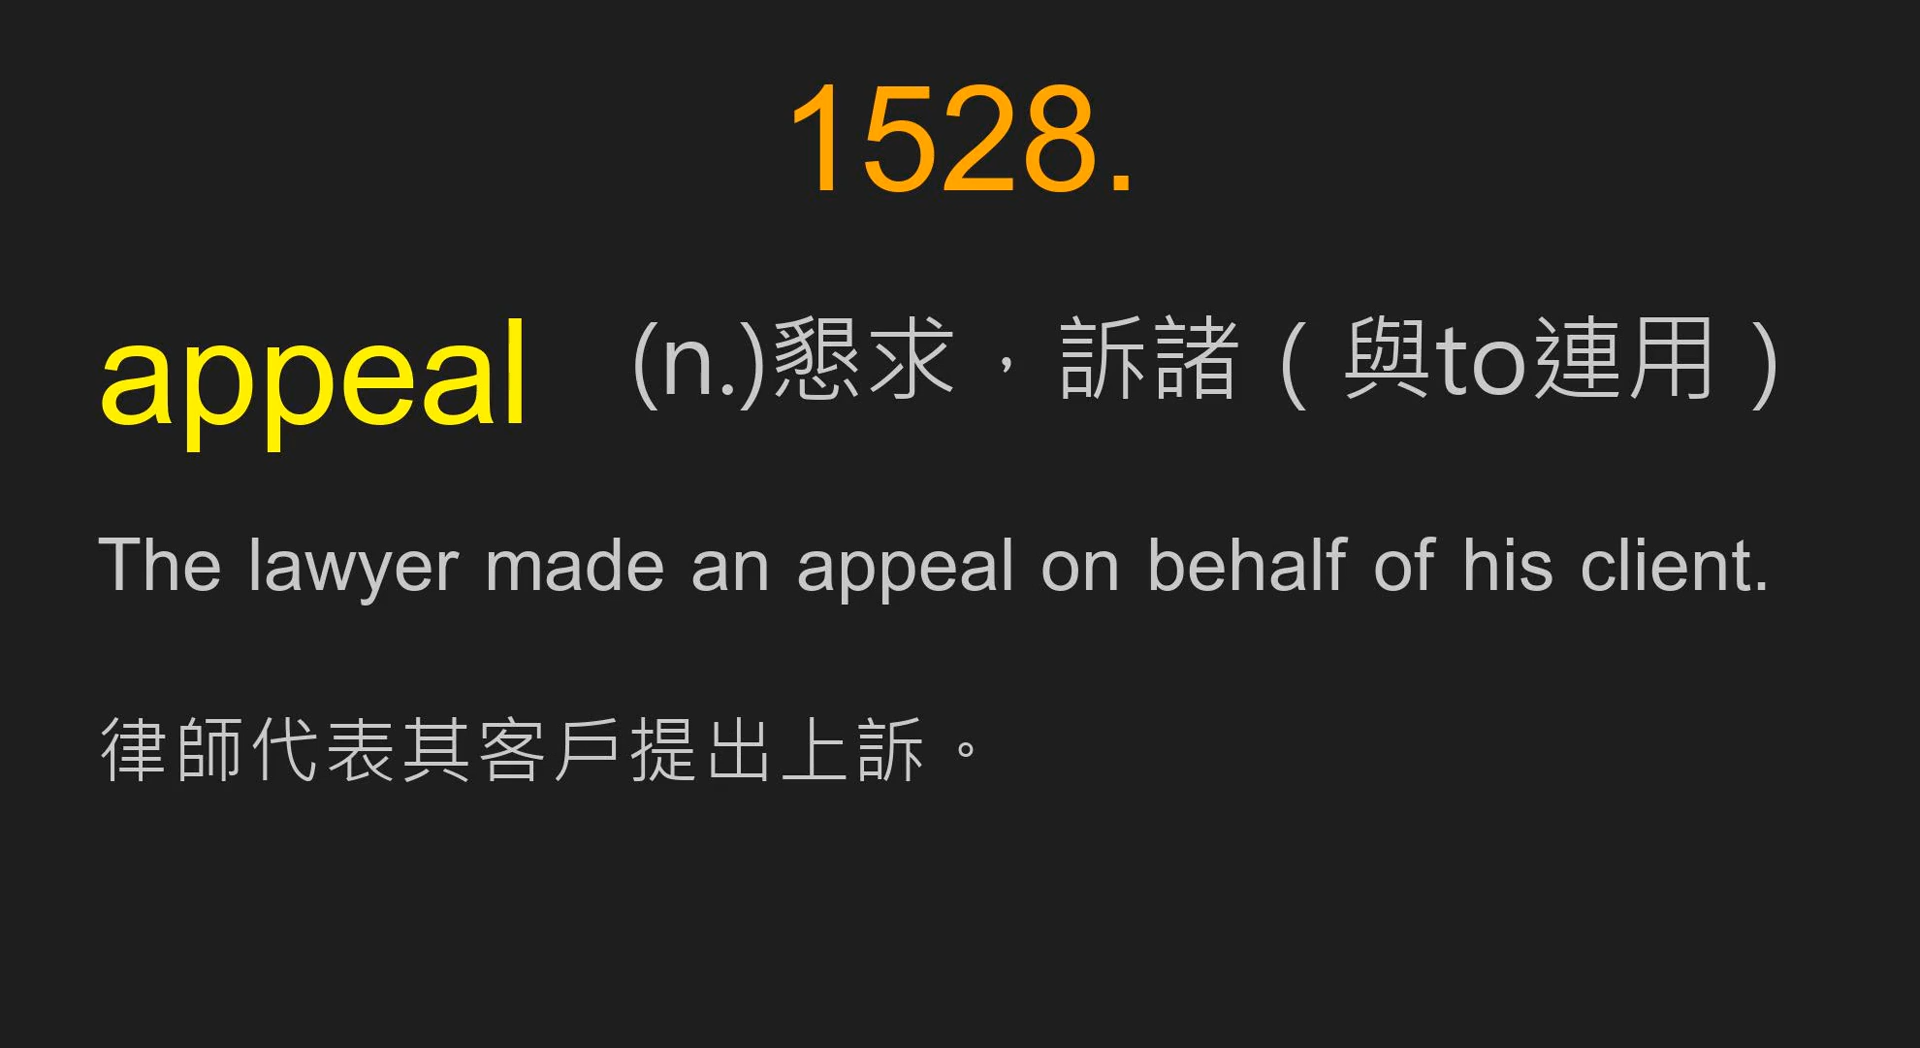 1528.
appeal (n.)懇求，訴諸（與to連用）
The lawyer made an appeal on behalf of his client.
律師代表其客戶提出上訴。